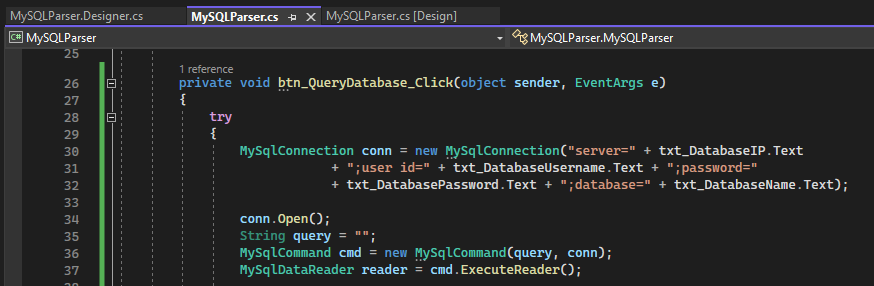 MySQLParser.Designer.cs MySQLParser.cs MySQLParser.cs [Design]
C# MySQLParser MySQLParser.MySQLParser
25
1 reference
26 private void btn_QueryDatabase_Click(object sender, EventArgs e)
27 {
28 try
29 {
30 MySqlConnection conn = new MySqlConnection("server=" + txt_DatabaseIP.Text
31 + ";user id=" + txt_DatabaseUsername.Text + ";password="
32 + txt_DatabasePassword.Text + ";database=" + txt_DatabaseName.Text);
33
34 conn.Open();
35 String query = "";
36 MySqlCommand cmd = new MySqlCommand(query, conn);
37 MySqlDataReader reader = cmd.ExecuteReader();